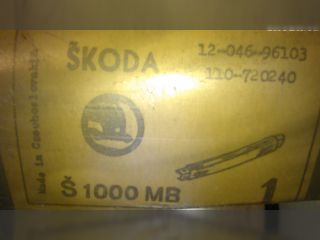 ŠKODA
12-046-96103
110-720240
Made in Czechoslovakia
Š 1000 MB
1